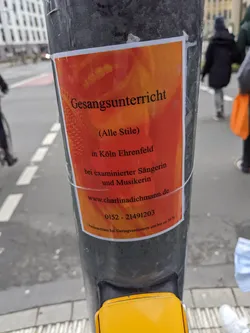 Gesangsunterricht
(Alle Stile)
in Köln Ehrenfeld
bei examinierter Sängerin
und Musikerin
0152 - 21491203